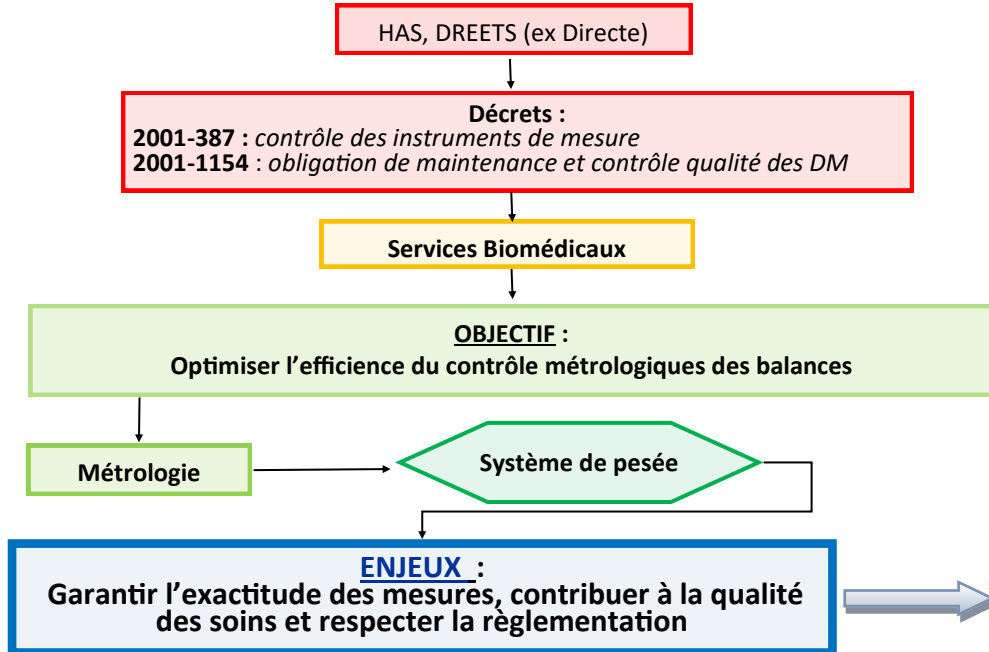 HAS, DREETS (ex Directe)
Décrets :
2001-387 : contrôle des instruments de mesure
2001-1154 : obligation de maintenance et contrôle qualité des DM
Services Biomédicaux
OBJECTIF :
Optimiser l’efficience du contrôle métrologiques des balances
Métrologie
Système de pesée
ENJEUX :
Garantir l’exactitude des mesures, contribuer à la qualité
des soins et respecter la règlementation